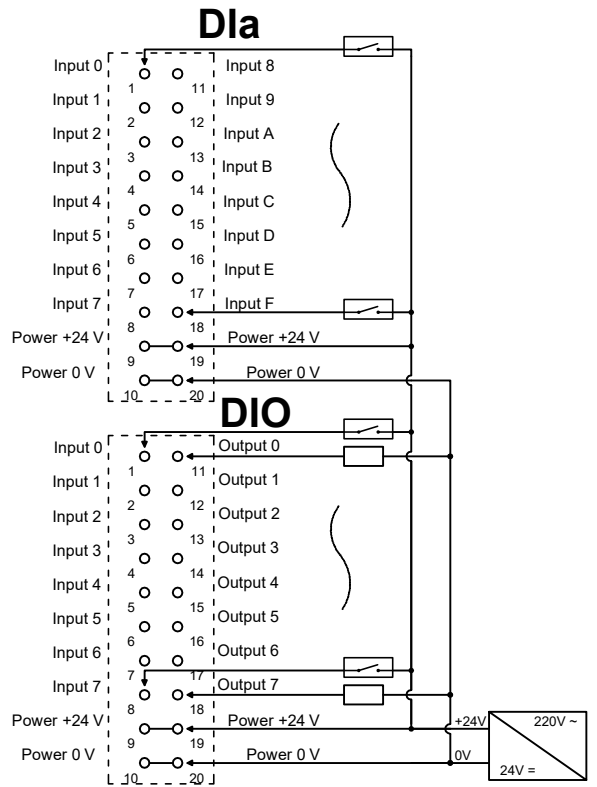 DIa
Input 0 Input 8
1 11
Input 1 Input 9
2 12
Input 2 Input A
3 13
Input 3 Input B
4 14
Input 4 Input C
5 15
Input 5 Input D
6 16
Input 6 Input E
7 17
Input 7 Input F
8 18
Power +24 V Power +24 V
9 19
Power 0 V Power 0 V
10 20
DIO
Input 0 Output 0
1 11
Input 1 Output 1
2 12
Input 2 Output 2
3 13
Input 3 Output 3
4 14
Input 4 Output 4
5 15
Input 5 Output 5
6 16
Input 6 Output 6
7 17
Input 7 Output 7
8 18
Power +24 V Power +24 V +24V 220V ~
9 19
Power 0 V Power 0 V 0V 24V =
10 20